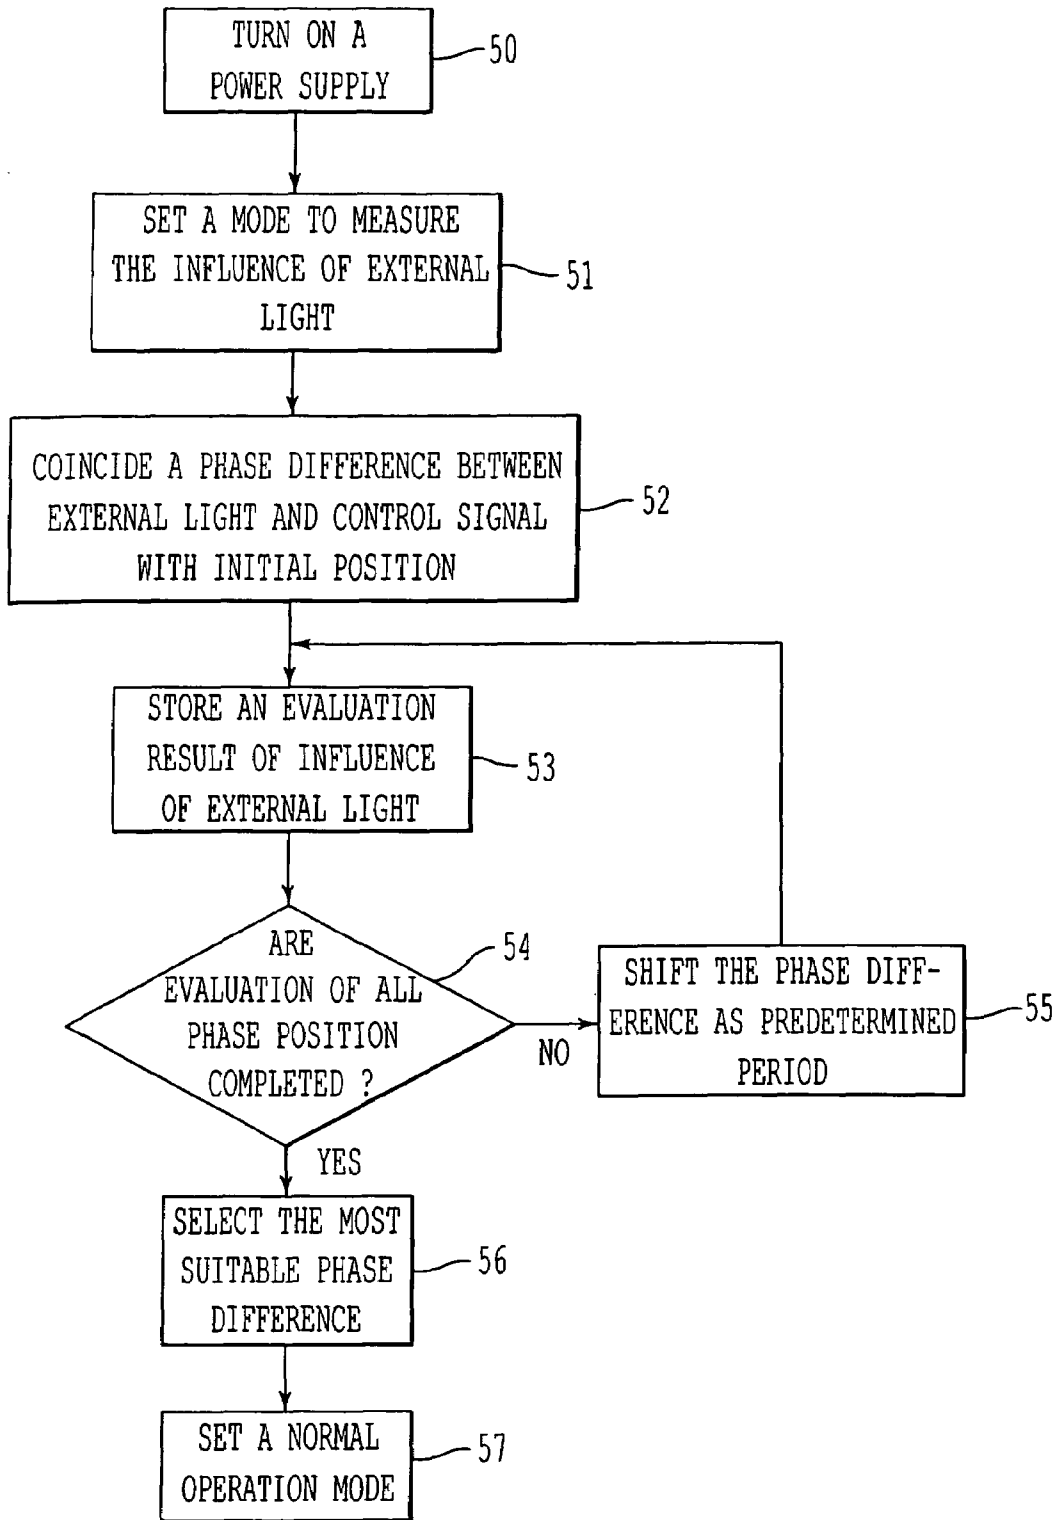 TURN ON A
POWER SUPPLY
50
SET A MODE TO MEASURE
THE INFLUENCE OF EXTERNAL
LIGHT
51
COINCIDE A PHASE DIFFERENCE BETWEEN
EXTERNAL LIGHT AND CONTROL SIGNAL
WITH INITIAL POSITION
52
STORE AN EVALUATION
RESULT OF INFLUENCE
OF EXTERNAL LIGHT
53
ARE
EVALUATION OF ALL
PHASE POSITION
COMPLETED ?
54
NO
SHIFT THE PHASE DIFF-
ERENCE AS PREDETERMINED
PERIOD
55
YES
SELECT THE MOST
SUITABLE PHASE
DIFFERENCE
56
SET A NORMAL
OPERATION MODE
57